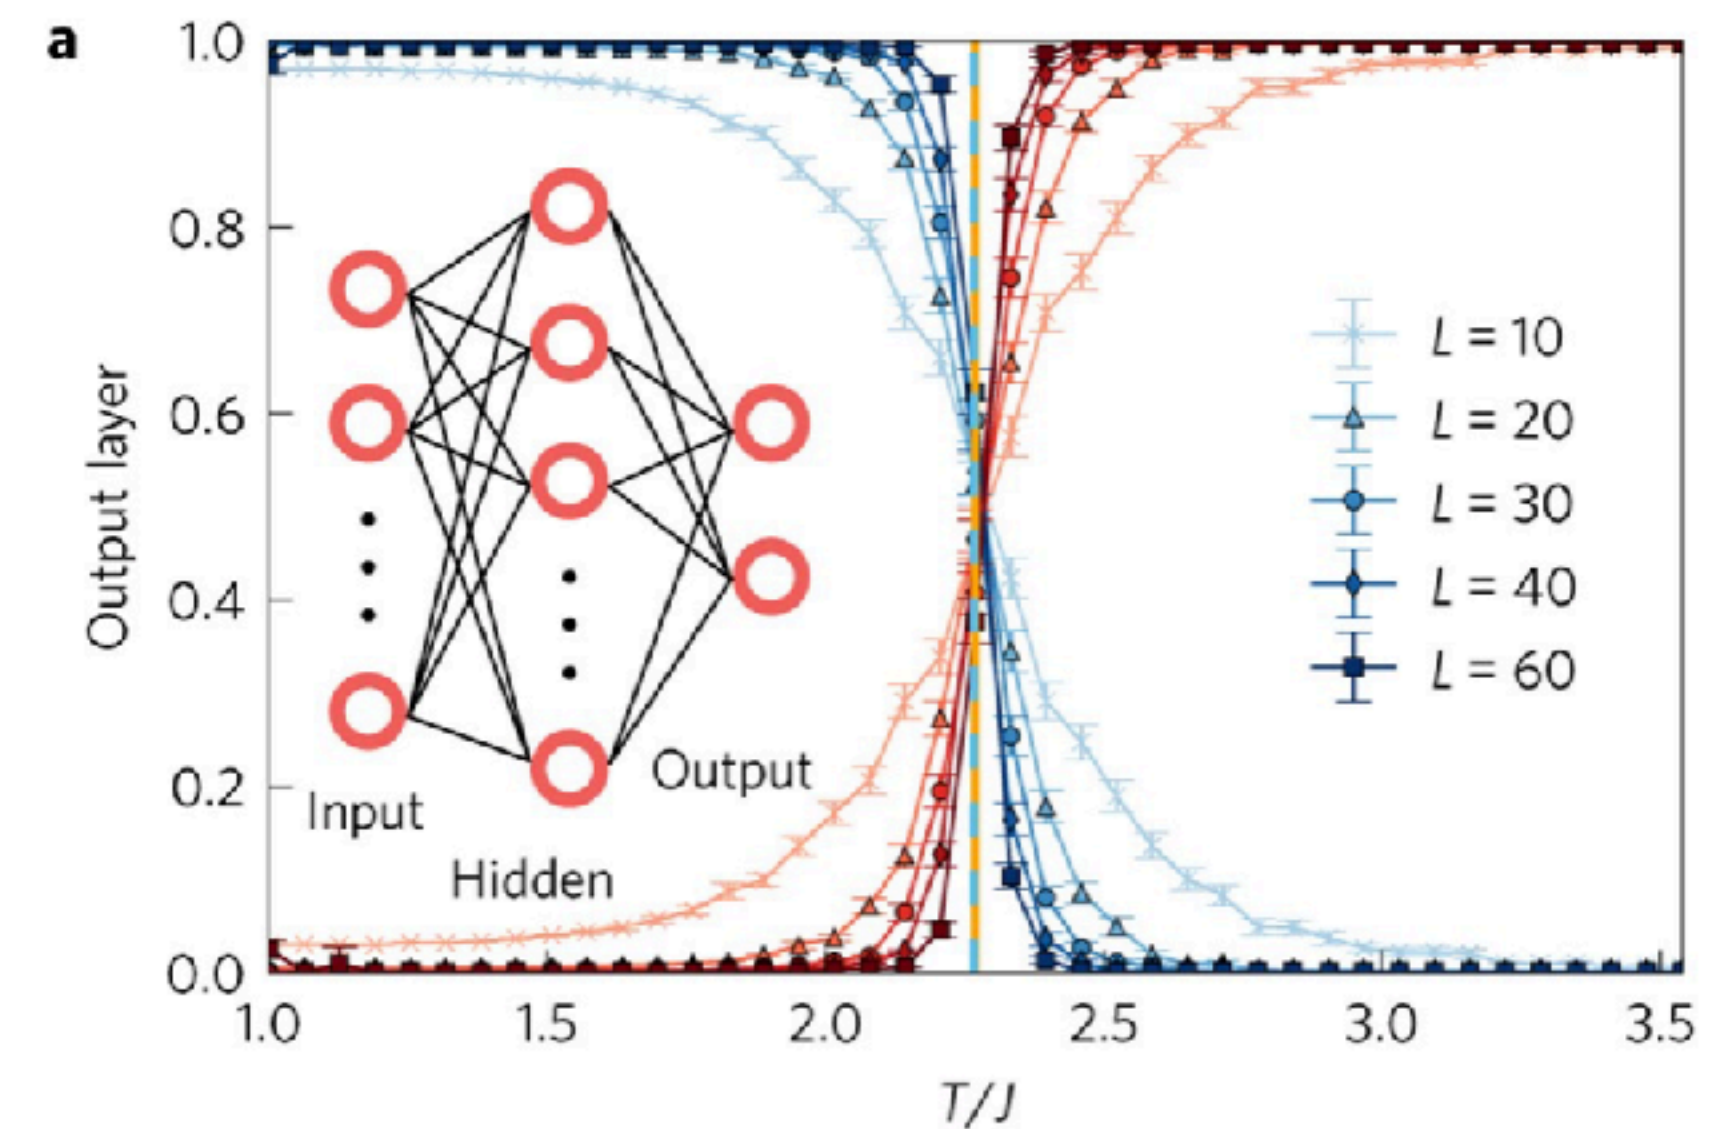 a
1.0
0.8
0.6
0.4
0.2
0.0
Output layer
Input
Hidden
Output
L = 10
L = 20
L = 30
L = 40
L = 60
1.0 1.5 2.0 2.5 3.0 3.5
T/J